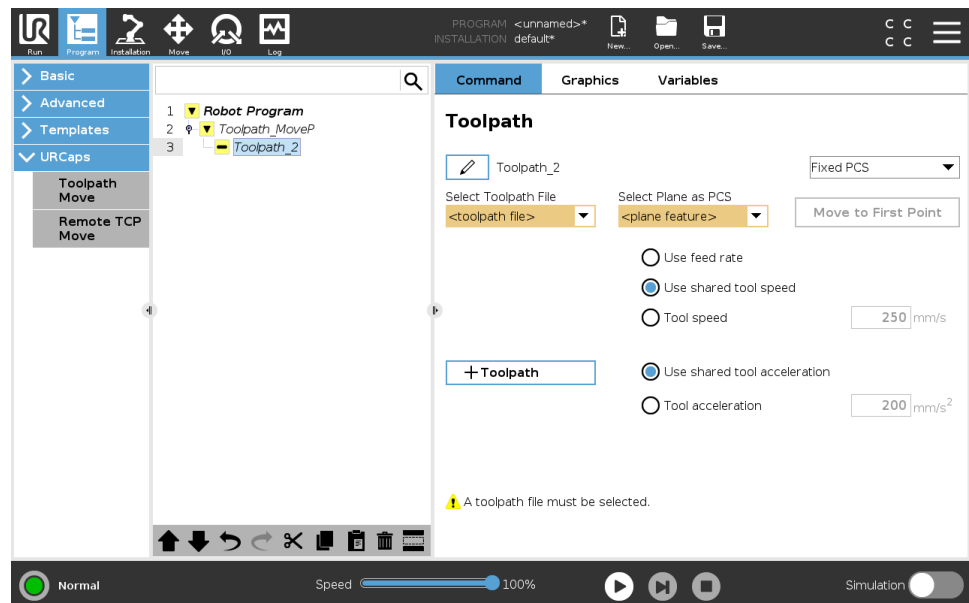 UR
PROGRAM <unnamed>*
INSTALLATION default*
Run Program Installation Move I/O Log New... Open... Save...
C C
C C
Basic
Advanced
Templates
URCaps
Toolpath
Move
Remote TCP
Move
1 Robot Program
2 Toolpath_MoveP
3 Toolpath_2
Command Graphics Variables
Toolpath
Toolpath_2 Fixed PCS
Select Toolpath File Select Plane as PCS
<toolpath file> <plane feature> Move to First Point
Use feed rate
Use shared tool speed
Tool speed 250 mm/s
+Toolpath Use shared tool acceleration
Tool acceleration 200 mm/s²
A toolpath file must be selected.
Normal Speed 100% Simulation